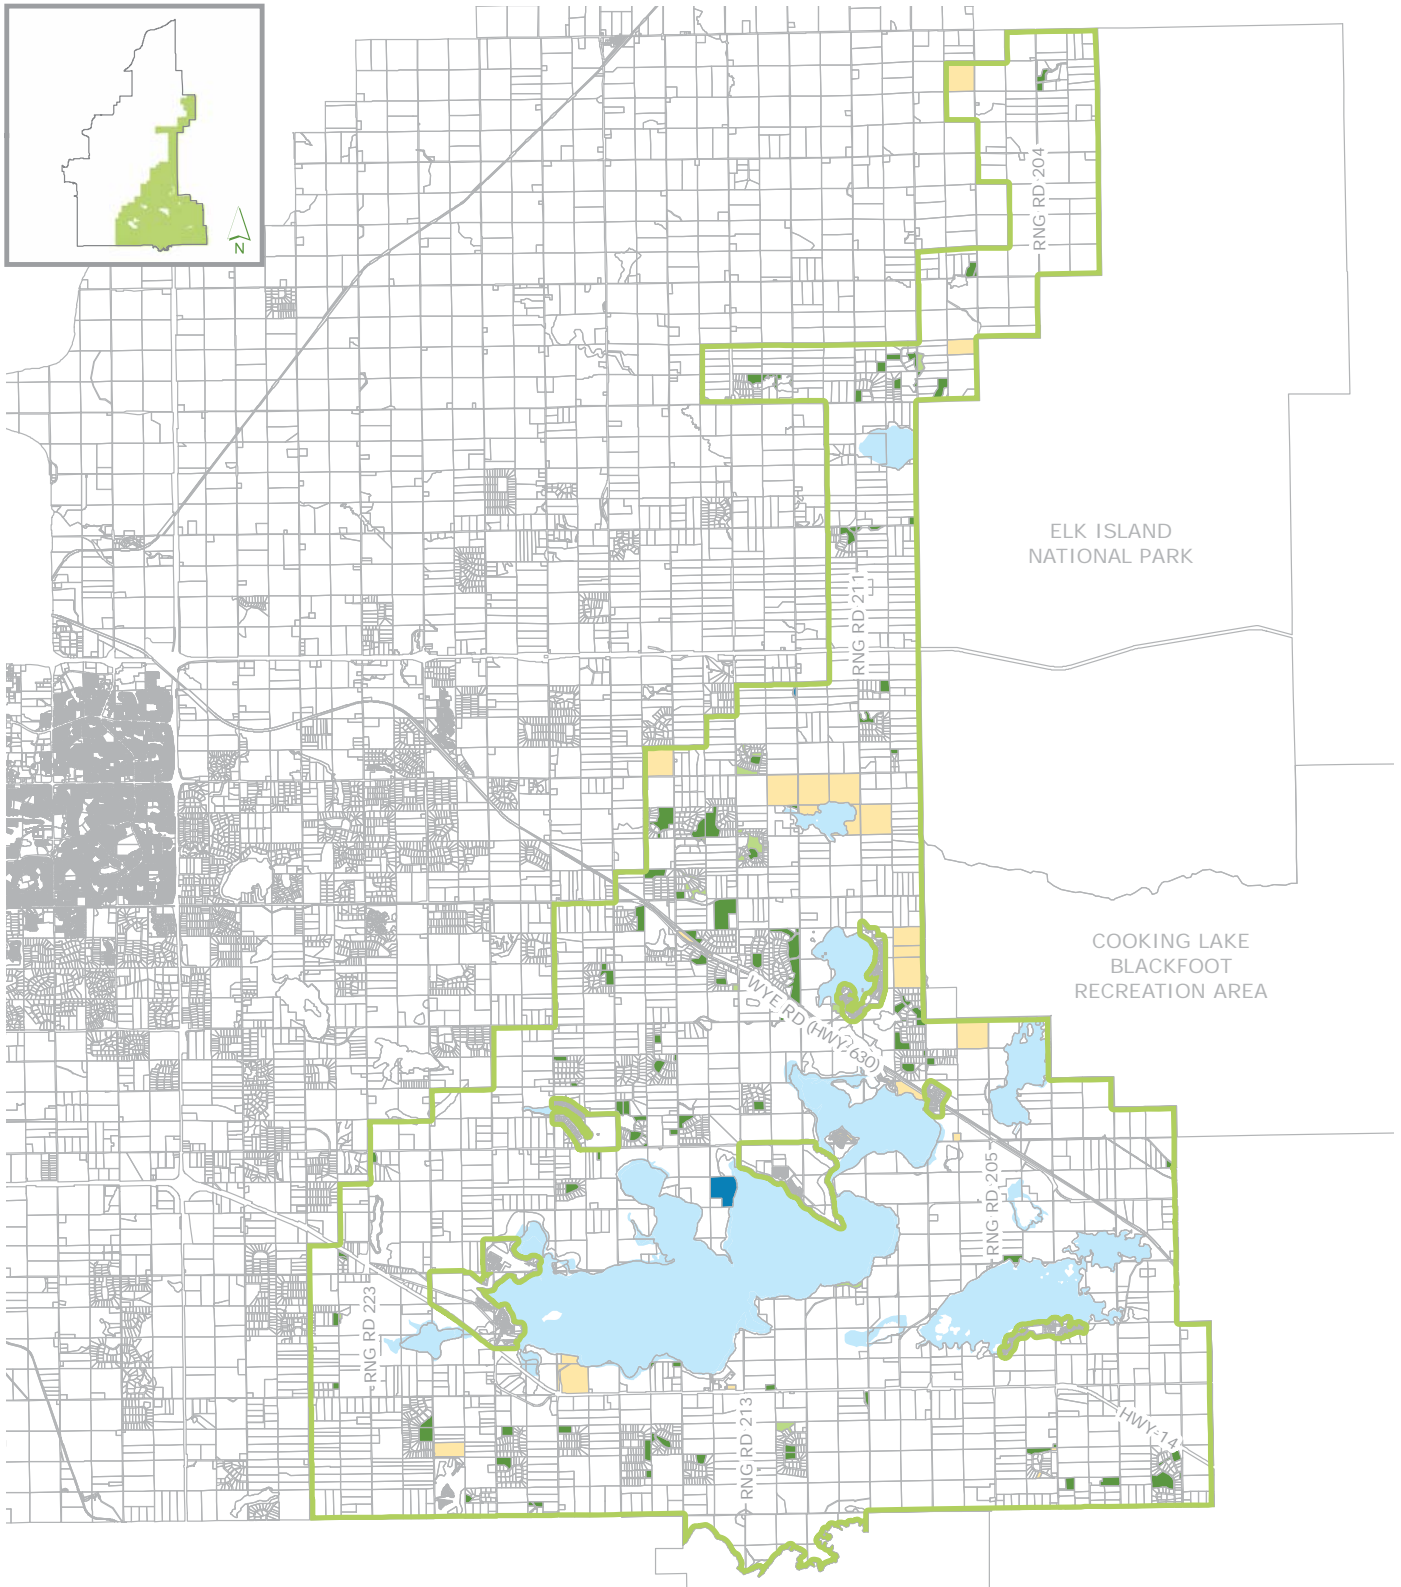 N
RNG RD 204
ELK ISLAND
NATIONAL PARK
RNG RD 211
COOKING LAKE
BLACKFOOT
RECREATION AREA
WYE RD (HWY-630)
RNG RD 205
RNG RD 223
RNG RD 213
HWY-14